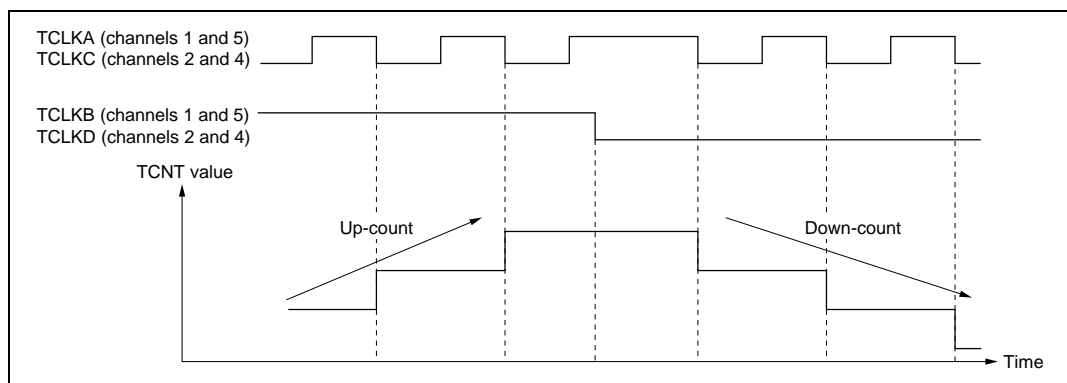 TCLKA (channels 1 and 5)
TCLKC (channels 2 and 4)
TCLKB (channels 1 and 5)
TCLKD (channels 2 and 4)
TCNT value
Up-count
Down-count
Time